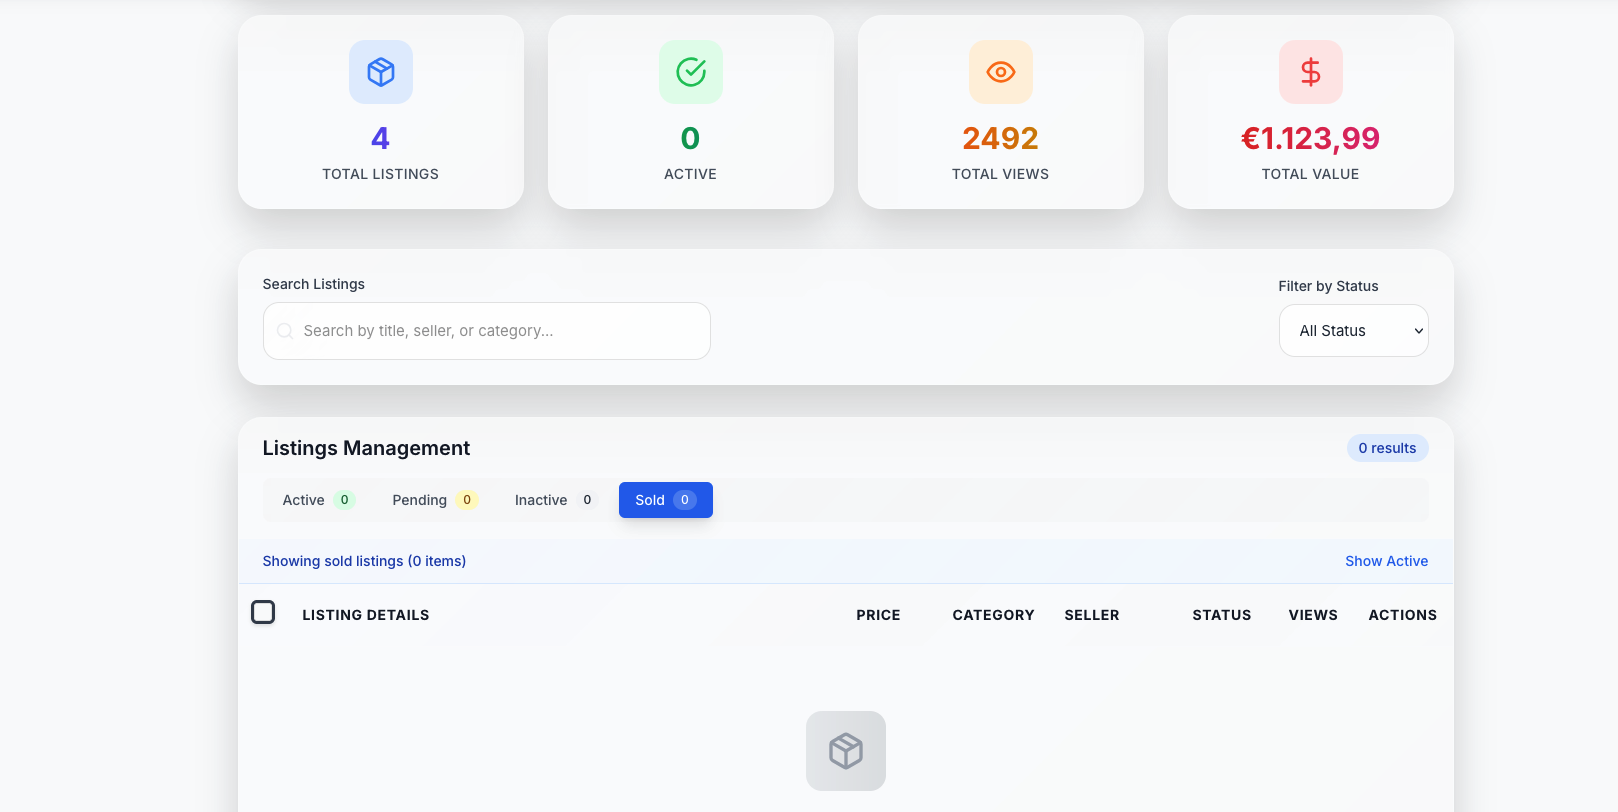 4
TOTAL LISTINGS
0
ACTIVE
2492
TOTAL VIEWS
€1.123,99
TOTAL VALUE
Search Listings
Search by title, seller, or category...
Filter by Status
All Status
Listings Management
0 results
Active 0 Pending 0 Inactive 0 Sold 0
Showing sold listings (0 items) Show Active
LISTING DETAILS PRICE CATEGORY SELLER STATUS VIEWS ACTIONS